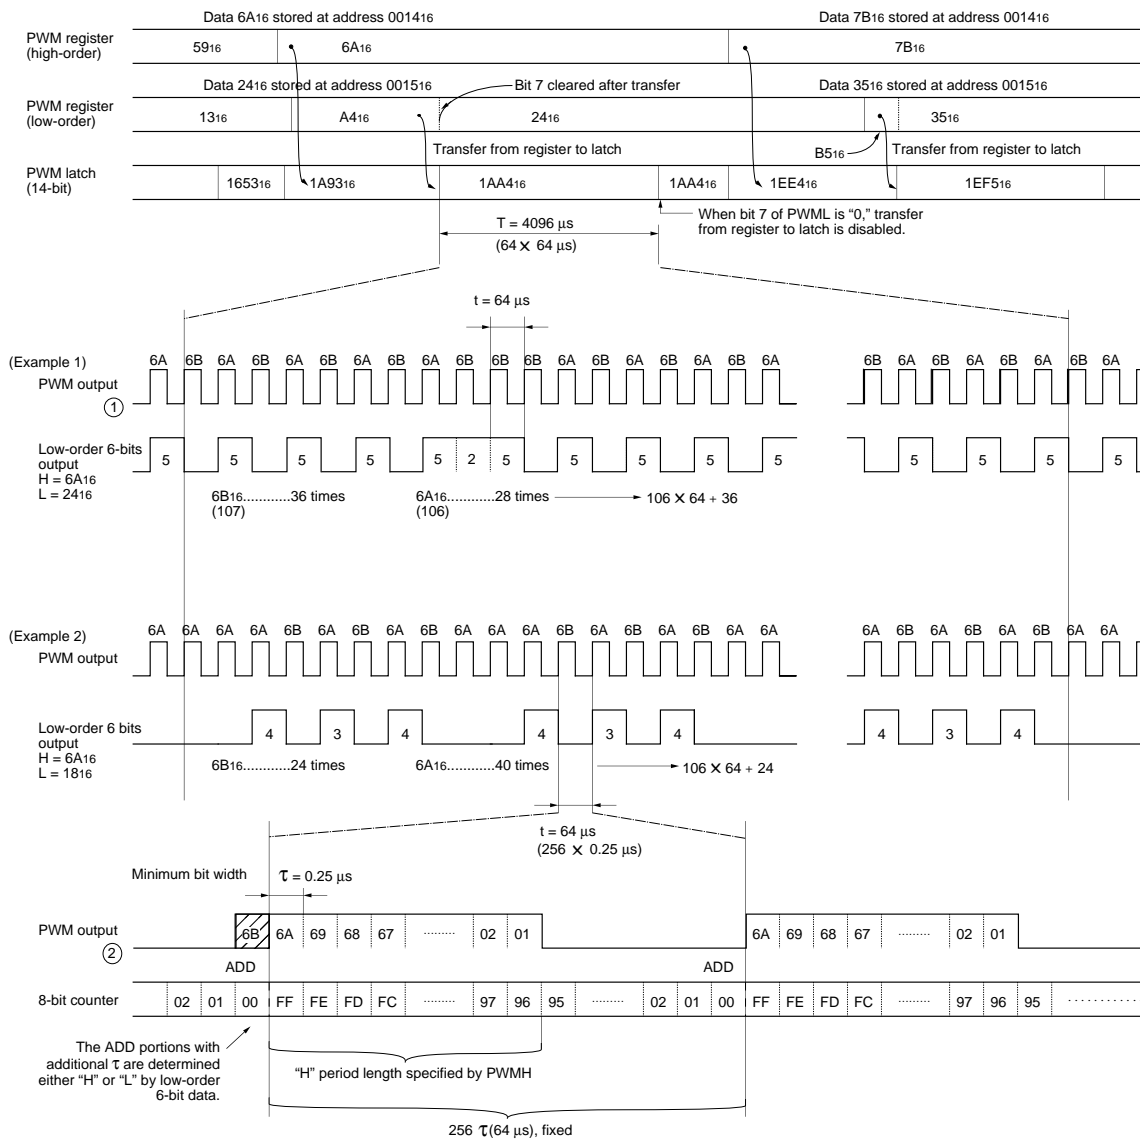 Data 6A16 stored at address 001416 Data 7B16 stored at address 001416
PWM register
(high-order)
5916 6A16 7B16
Data 2416 stored at address 001516 Bit 7 cleared after transfer Data 3516 stored at address 001516
PWM register
(low-order)
1316 A416 2416 3516
B516
Transfer from register to latch Transfer from register to latch
PWM latch
(14-bit)
165316 1A9316 1AA416 1AA416 1EE416 1EF516
When bit 7 of PWML is “0,” transfer
from register to latch is disabled.
T = 4096 µs
(64 × 64 µs)
t = 64 µs
(Example 1)
6A 6B 6A 6B 6A 6B 6A 6B 6A 6B 6B 6B 6A 6B 6A 6B 6A 6B 6A 6B 6A 6B 6A 6B 6A 6B 6A
PWM output
1
Low-order 6-bits
output
H = 6A16
L = 2416
5 5 5 5 5 2 5 5 5 5 5 5 5 5 5
6B16............36 times 6A16...........28 times 106 × 64 + 36
(107) (106)
(Example 2)
6A 6A 6A 6A 6B 6A 6B 6A 6B 6A 6A 6A 6B 6A 6B 6A 6B 6A 6A 6A 6B 6A 6B 6A 6B 6A 6A
PWM output
Low-order 6 bits
output
H = 6A16
L = 1816
4 3 4 4 3 4 4 3 4
6B16............24 times 6A16...........40 times 106 × 64 + 24
t = 64 µs
(256 × 0.25 µs)
Minimum bit width
τ = 0.25 µs
PWM output
2
6B 6A 69 68 67 ········· 02 01 6A 69 68 67 ········· 02 01
ADD ADD
8-bit counter
02 01 00 FF FE FD FC ········· 97 96 95 ········· 02 01 00 FF FE FD FC ········· 97 96 95 ············
The ADD portions with
additional τ are determined
either “H” or “L” by low-order
6-bit data.
“H” period length specified by PWMH
256 τ(64 µs), fixed